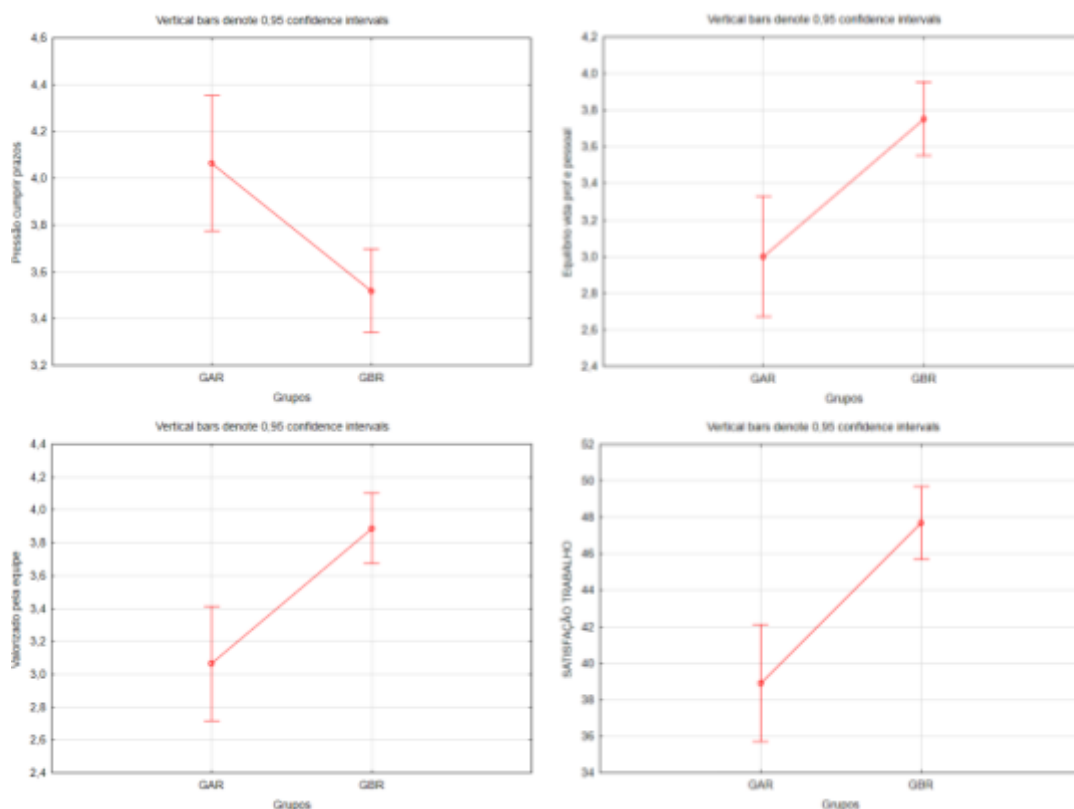 Vertical bars denote 0,95 confidence intervals
4,6
4,4
4,2
4,0
3,8
3,6
3,4
3,2
Pressão cumprir prazos
GAR GBR
Grupos
Vertical bars denote 0,95 confidence intervals
4,2
4,0
3,8
3,6
3,4
3,2
3,0
2,8
2,6
2,4
Equilíbrio vida prof e pessoal
GAR GBR
Grupos
Vertical bars denote 0,95 confidence intervals
4,4
4,2
4,0
3,8
3,6
3,4
3,2
3,0
2,8
2,6
2,4
Valorizado pela equipe
GAR GBR
Grupos
Vertical bars denote 0,95 confidence intervals
52
50
48
46
44
42
40
38
36
34
SATISFAÇÃO TRABALHO
GAR GBR
Grupos